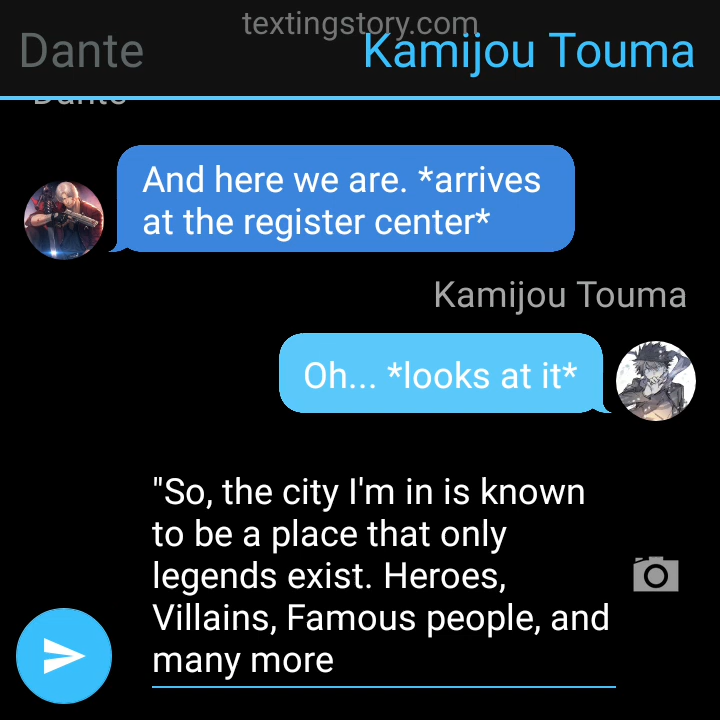 textingstory.com
Dante
Kamijou Touma
Dante
And here we are. *arrives
at the register center*
Kamijou Touma
Oh... *looks at it*
"So, the city I'm in is known
to be a place that only
legends exist. Heroes,
Villains, Famous people, and
many more